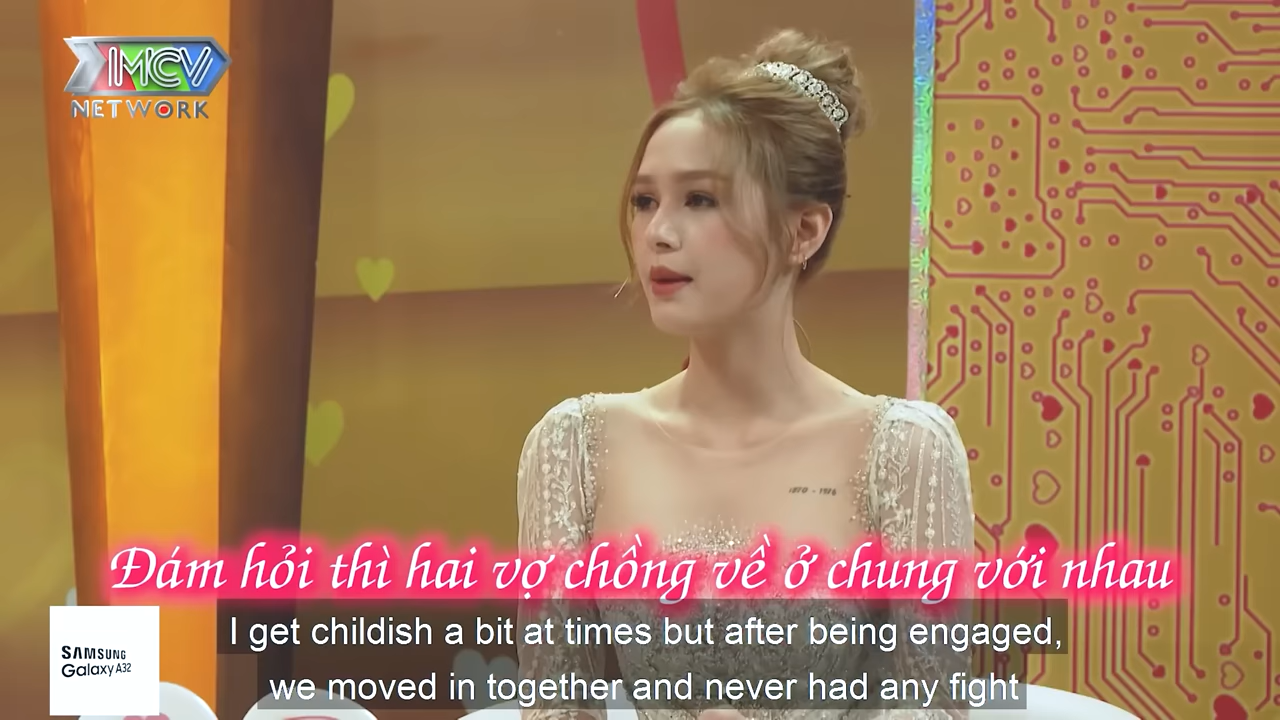 MCV
NETWORK
Đám hỏi thì hai vợ chồng về ở chung với nhau
I get childish a bit at times but after being engaged,
we moved in together and never had any fight
SAMSUNG
Galaxy A32